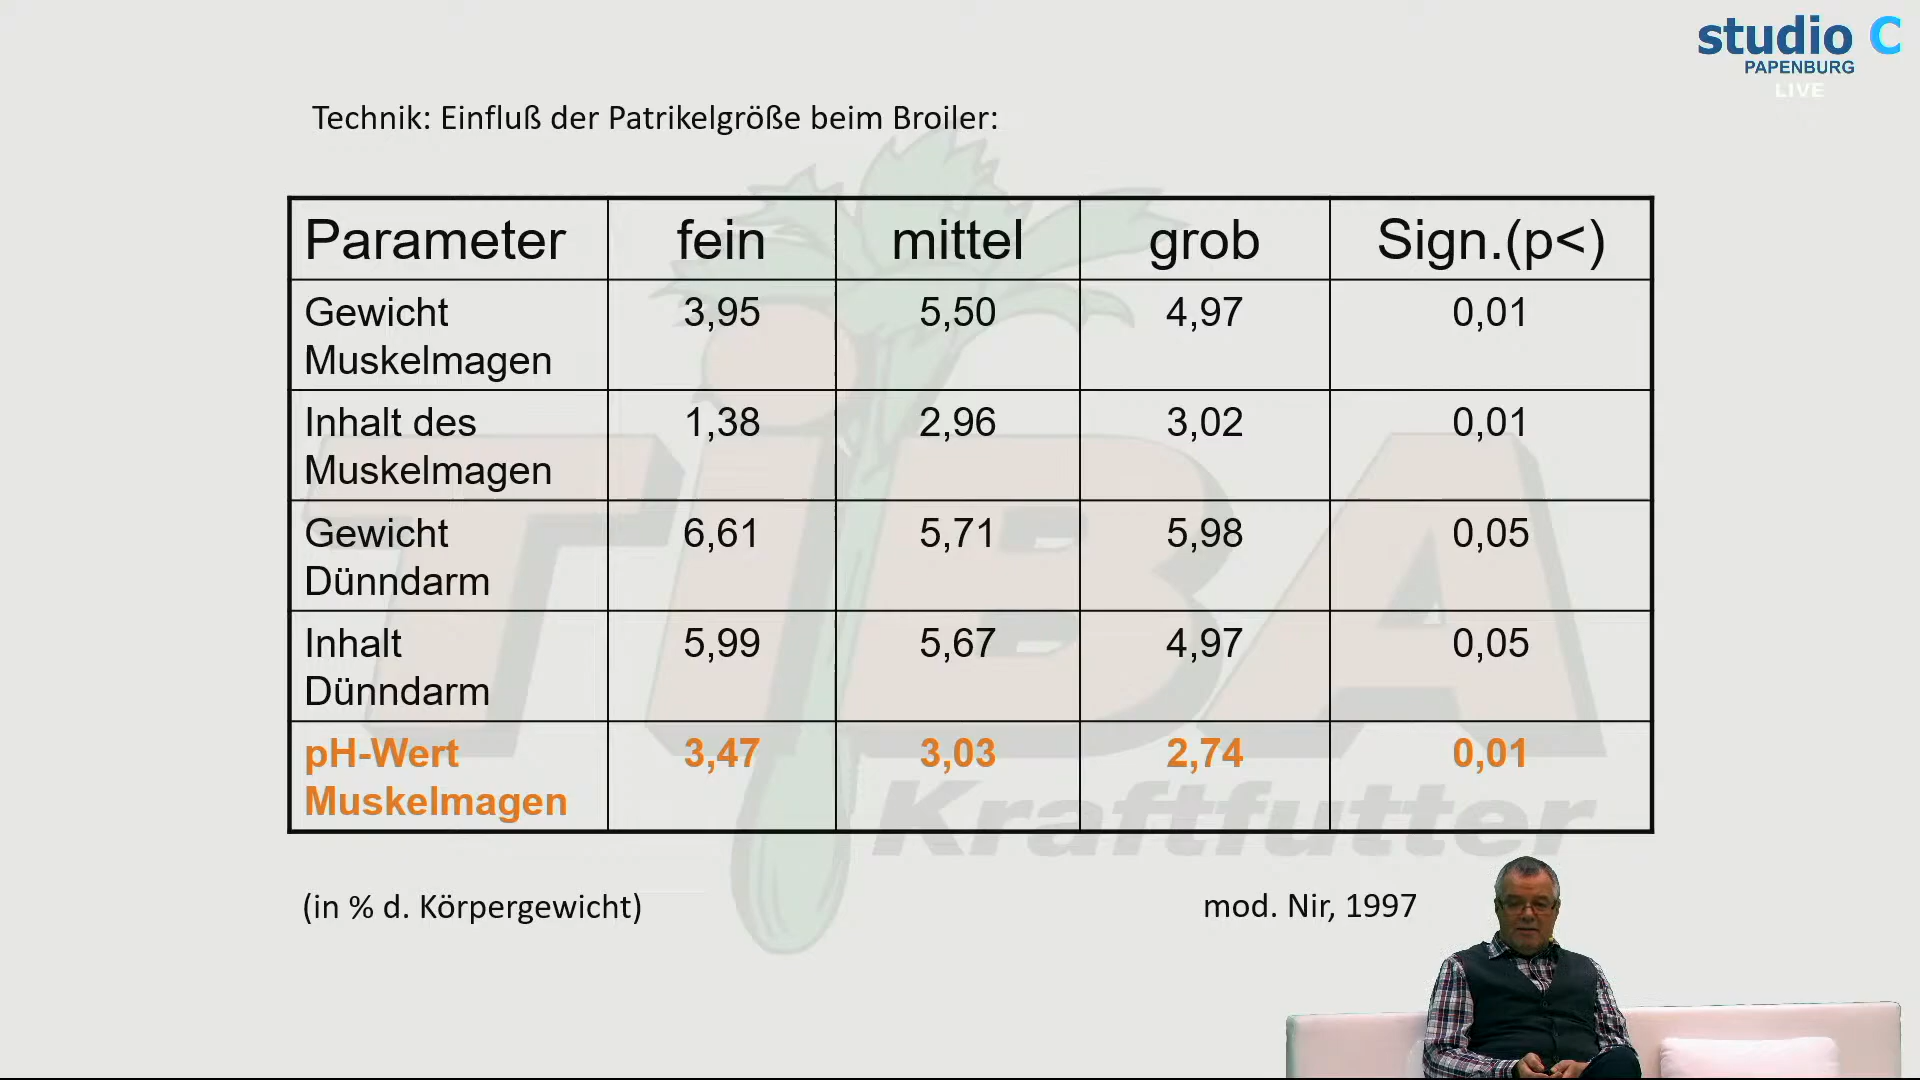 studio C
PAPENBURG
LIVE
Technik: Einfluß der Patrikelgröße beim Broiler:
Parameter fein mittel grob Sign.(p<)
Gewicht Muskelmagen 3,95 5,50 4,97 0,01
Inhalt des Muskelmagen 1,38 2,96 3,02 0,01
Gewicht Dünndarm 6,61 5,71 5,98 0,05
Inhalt Dünndarm 5,99 5,67 4,97 0,05
pH-Wert Muskelmagen 3,47 3,03 2,74 0,01
TIBA
Kraftfutter
(in % d. Körpergewicht)
mod. Nir, 1997